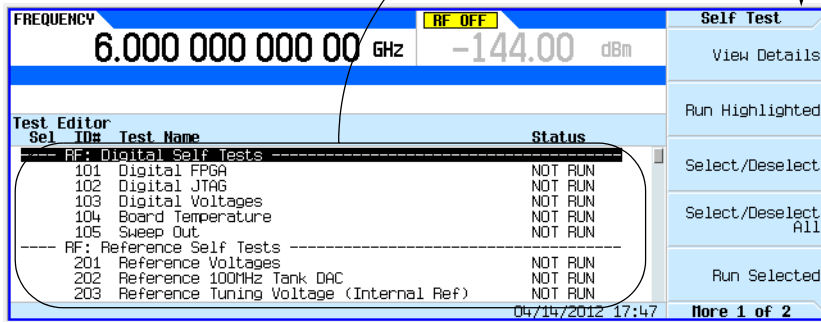 FREQUENCY
RF OFF
6.000 000 000 00 GHz
-144.00 dBm
Test Editor
Sel ID# Test Name Status
---- RF: Digital Self Tests ----------------------------------------
101 Digital FPGA NOT RUN
102 Digital JTAG NOT RUN
103 Digital Voltages NOT RUN
104 Board Temperature NOT RUN
105 Sweep Out NOT RUN
---- RF: Reference Self Tests --------------------------------------
201 Reference Voltages NOT RUN
202 Reference 100MHz Tank DAC NOT RUN
203 Reference Tuning Voltage (Internal Ref) NOT RUN
04/14/2012 17:47
Self Test
View Details
Run Highlighted
Select/Deselect
Select/Deselect
All
Run Selected
More 1 of 2